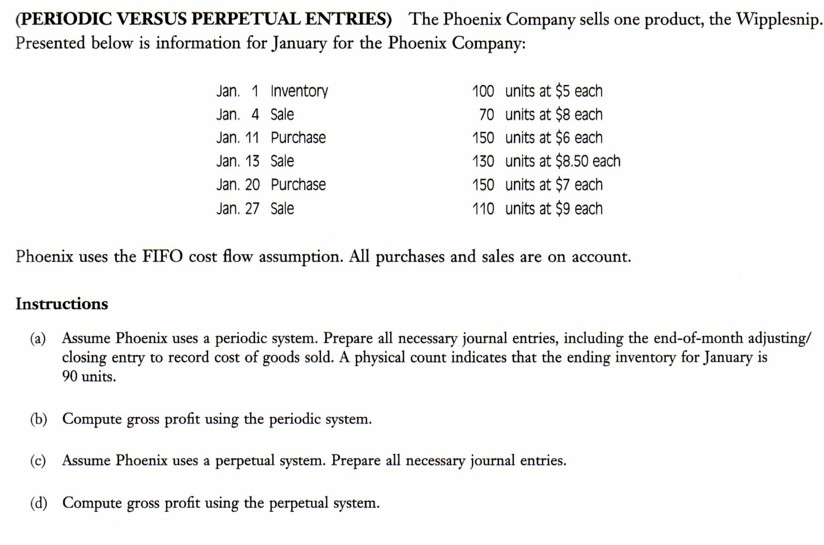 (PERIODIC VERSUS PERPETUAL ENTRIES) The Phoenix Company sells one product, the Wipplesnip.
Presented below is information for January for the Phoenix Company:
Jan. 1 Inventory 100 units at $5 each
Jan. 4 Sale 70 units at $8 each
Jan. 11 Purchase 150 units at $6 each
Jan. 13 Sale 130 units at $8.50 each
Jan. 20 Purchase 150 units at $7 each
Jan. 27 Sale 110 units at $9 each
Phoenix uses the FIFO cost flow assumption. All purchases and sales are on account.
Instructions
(a) Assume Phoenix uses a periodic system. Prepare all necessary journal entries, including the end-of-month adjusting/
closing entry to record cost of goods sold. A physical count indicates that the ending inventory for January is
90 units.
(b) Compute gross profit using the periodic system.
(c) Assume Phoenix uses a perpetual system. Prepare all necessary journal entries.
(d) Compute gross profit using the perpetual system.